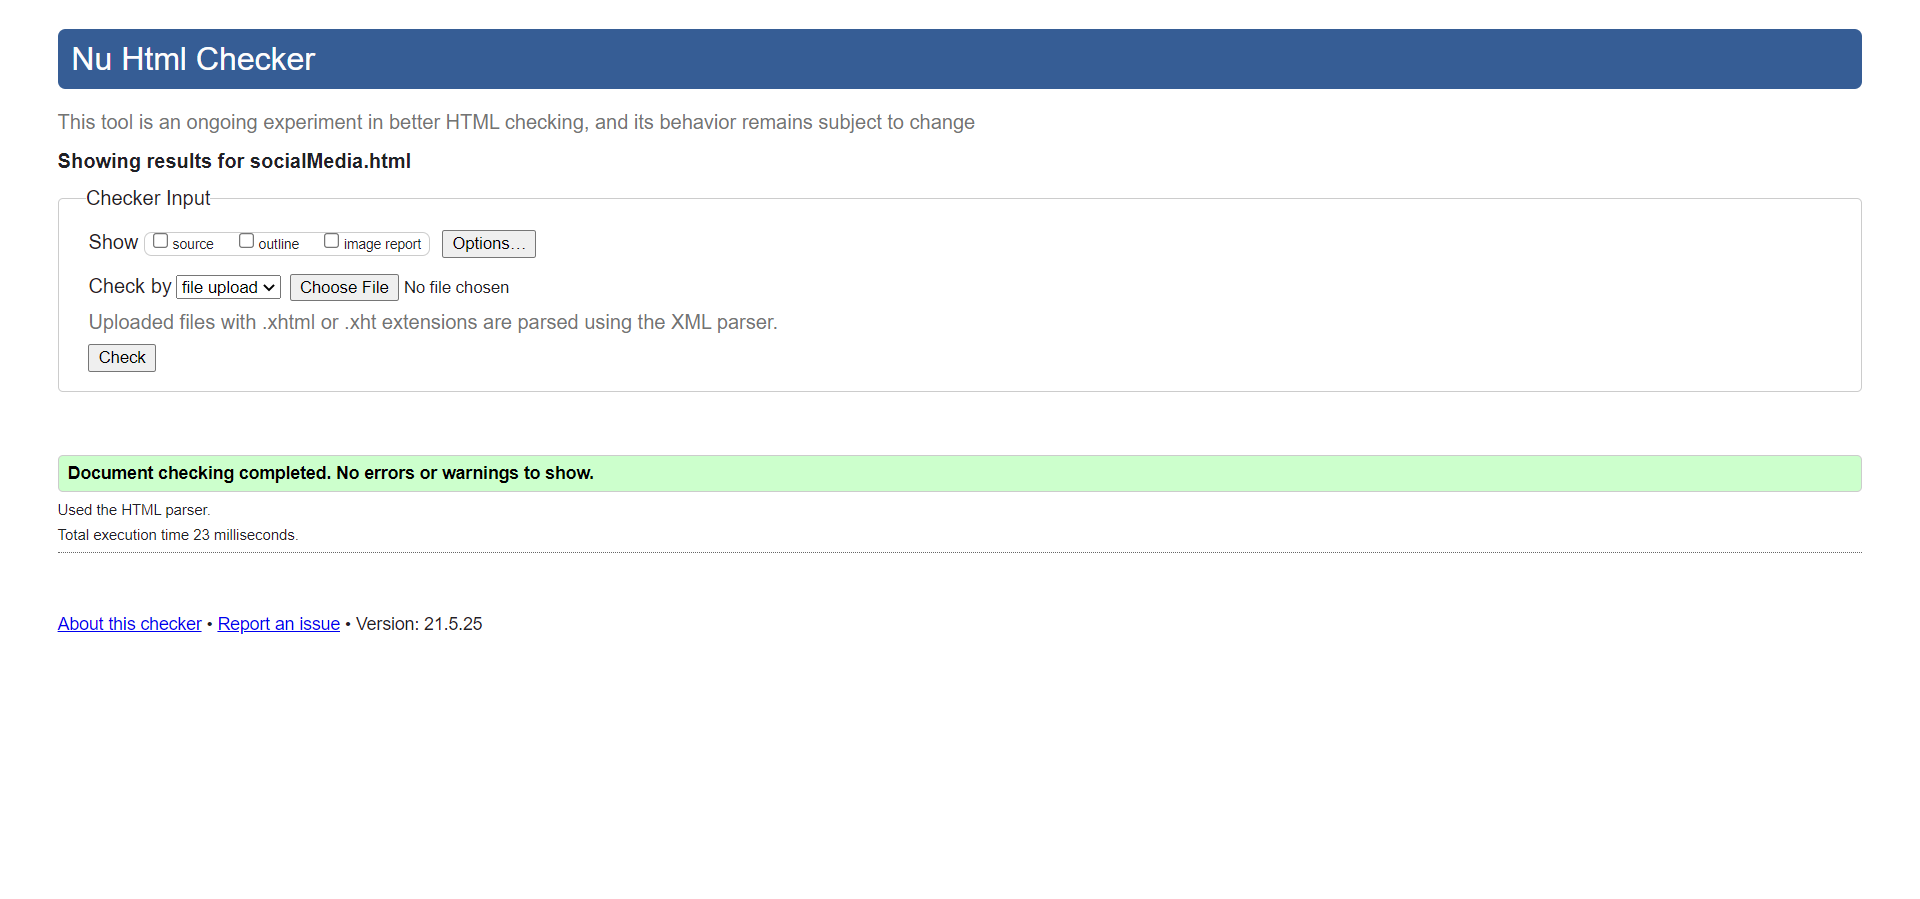 Nu Html Checker
This tool is an ongoing experiment in better HTML checking, and its behavior remains subject to change
Showing results for socialMedia.html
Checker Input
Show source outline image report Options…
Check by file upload Choose File No file chosen
Uploaded files with .xhtml or .xht extensions are parsed using the XML parser.
Check
Document checking completed. No errors or warnings to show.
Used the HTML parser.
Total execution time 23 milliseconds.
About this checker • Report an issue • Version: 21.5.25